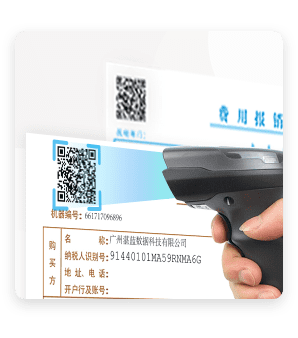 费用报销
机器编号: 661717096896
购买方
名 称: 广州基益数据科技有限公司
纳税人识别号: 91440101MA59RNMA6G
地 址、电 话:
开户行及账号: